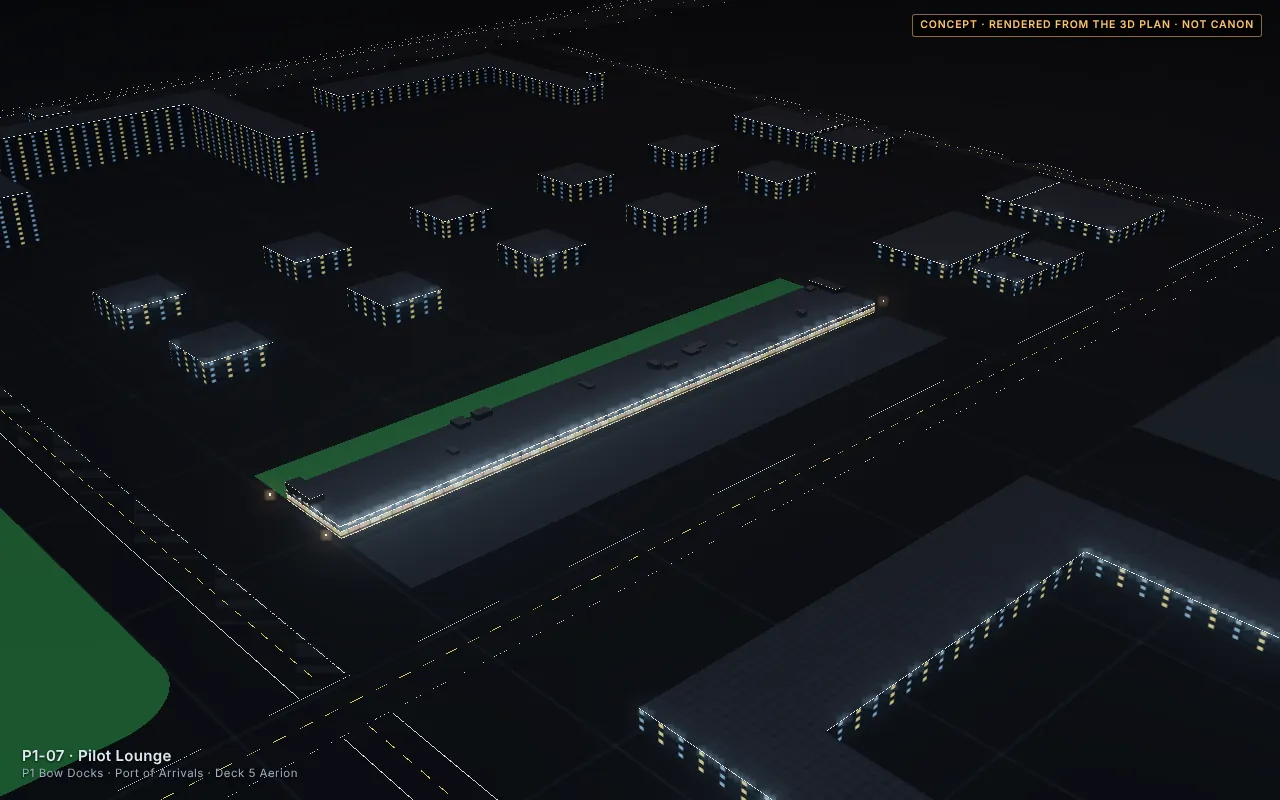 CONCEPT · RENDERED FROM THE 3D PLAN · NOT CANON
P1-07 · Pilot Lounge
P1 Bow Docks · Port of Arrivals · Deck 5 Aerion